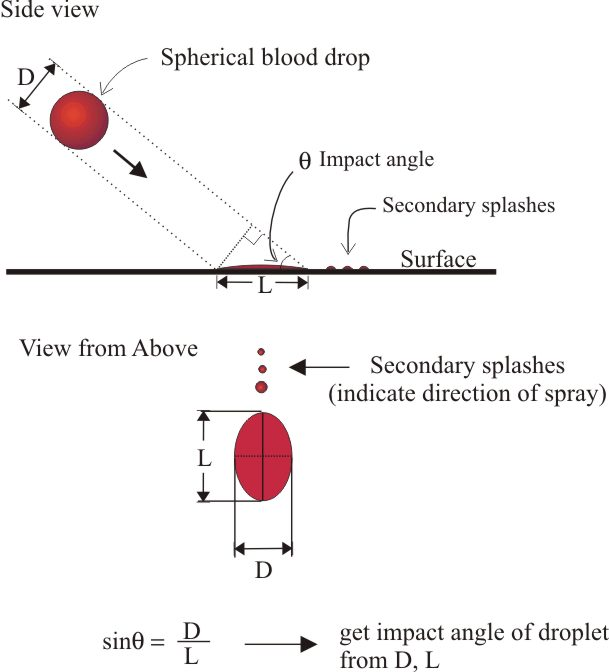 Side view
D
Spherical blood drop
θ Impact angle
Secondary splashes
Surface
L
View from Above
Secondary splashes
(indicate direction of spray)
L
D
sinθ = D/L
get impact angle of droplet
from D, L